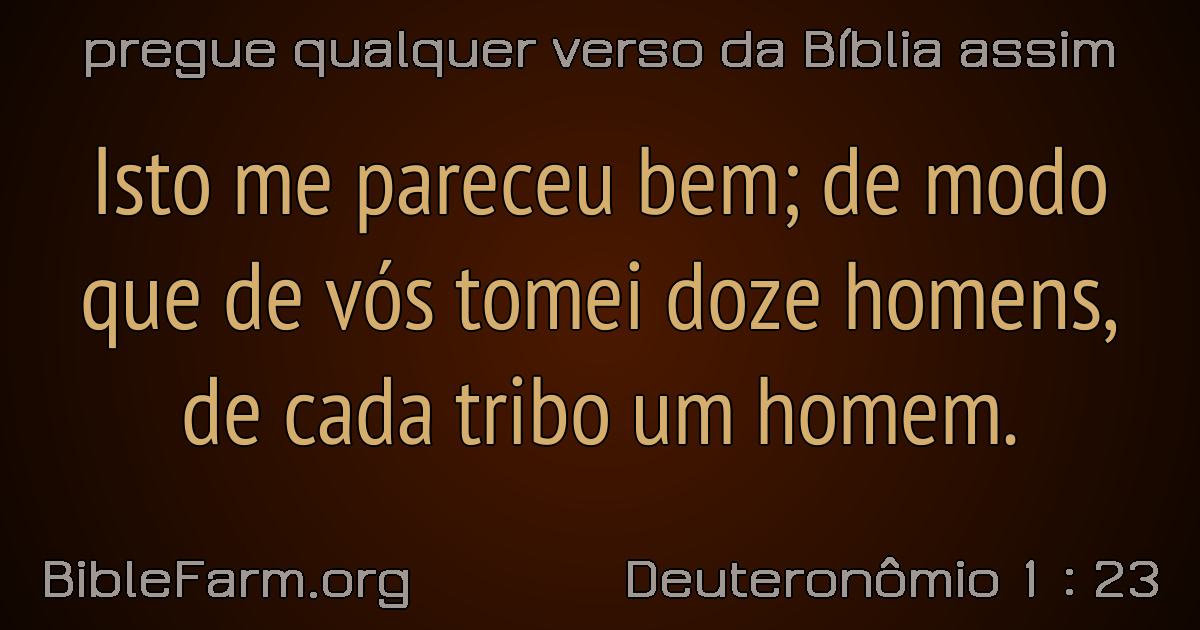 pregue qualquer verso da Bíblia assim
Isto me pareceu bem; de modo
que de vós tomei doze homens,
de cada tribo um homem.
BibleFarm.org
Deuteronômio 1 : 23